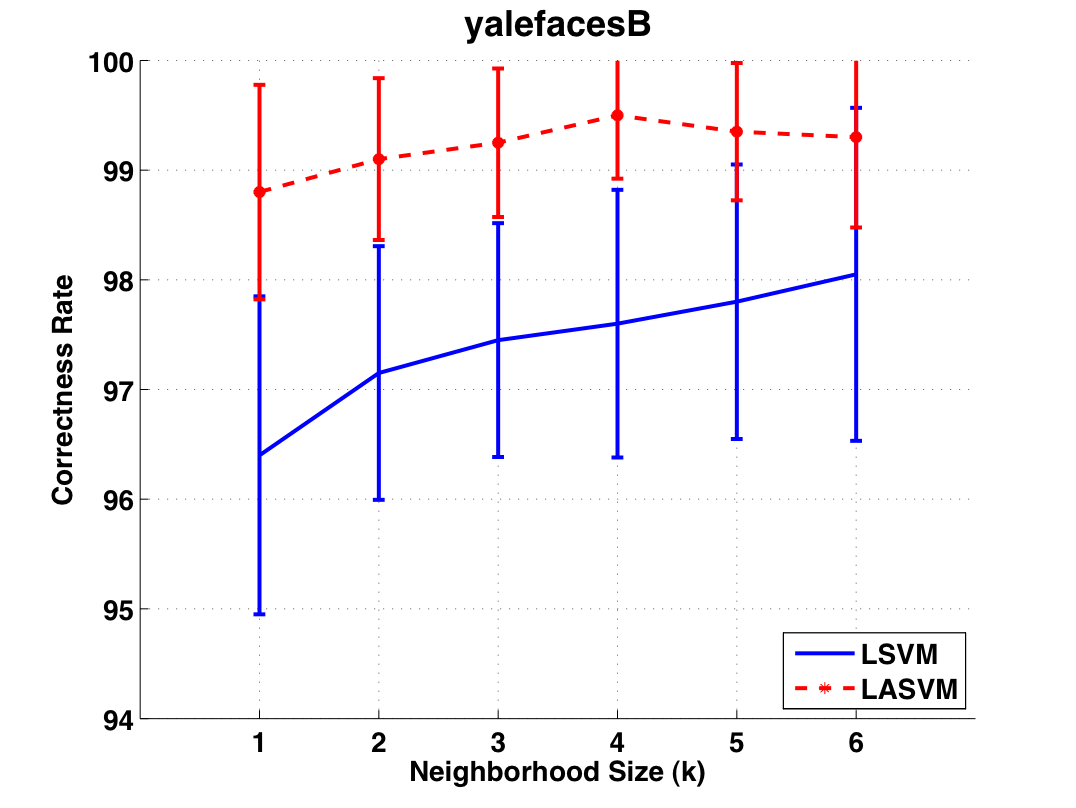 yalefacesB
100
99
98
97
96
95
94
Correctness Rate
1 2 3 4 5 6
Neighborhood Size (k)
LSVM
LASVM